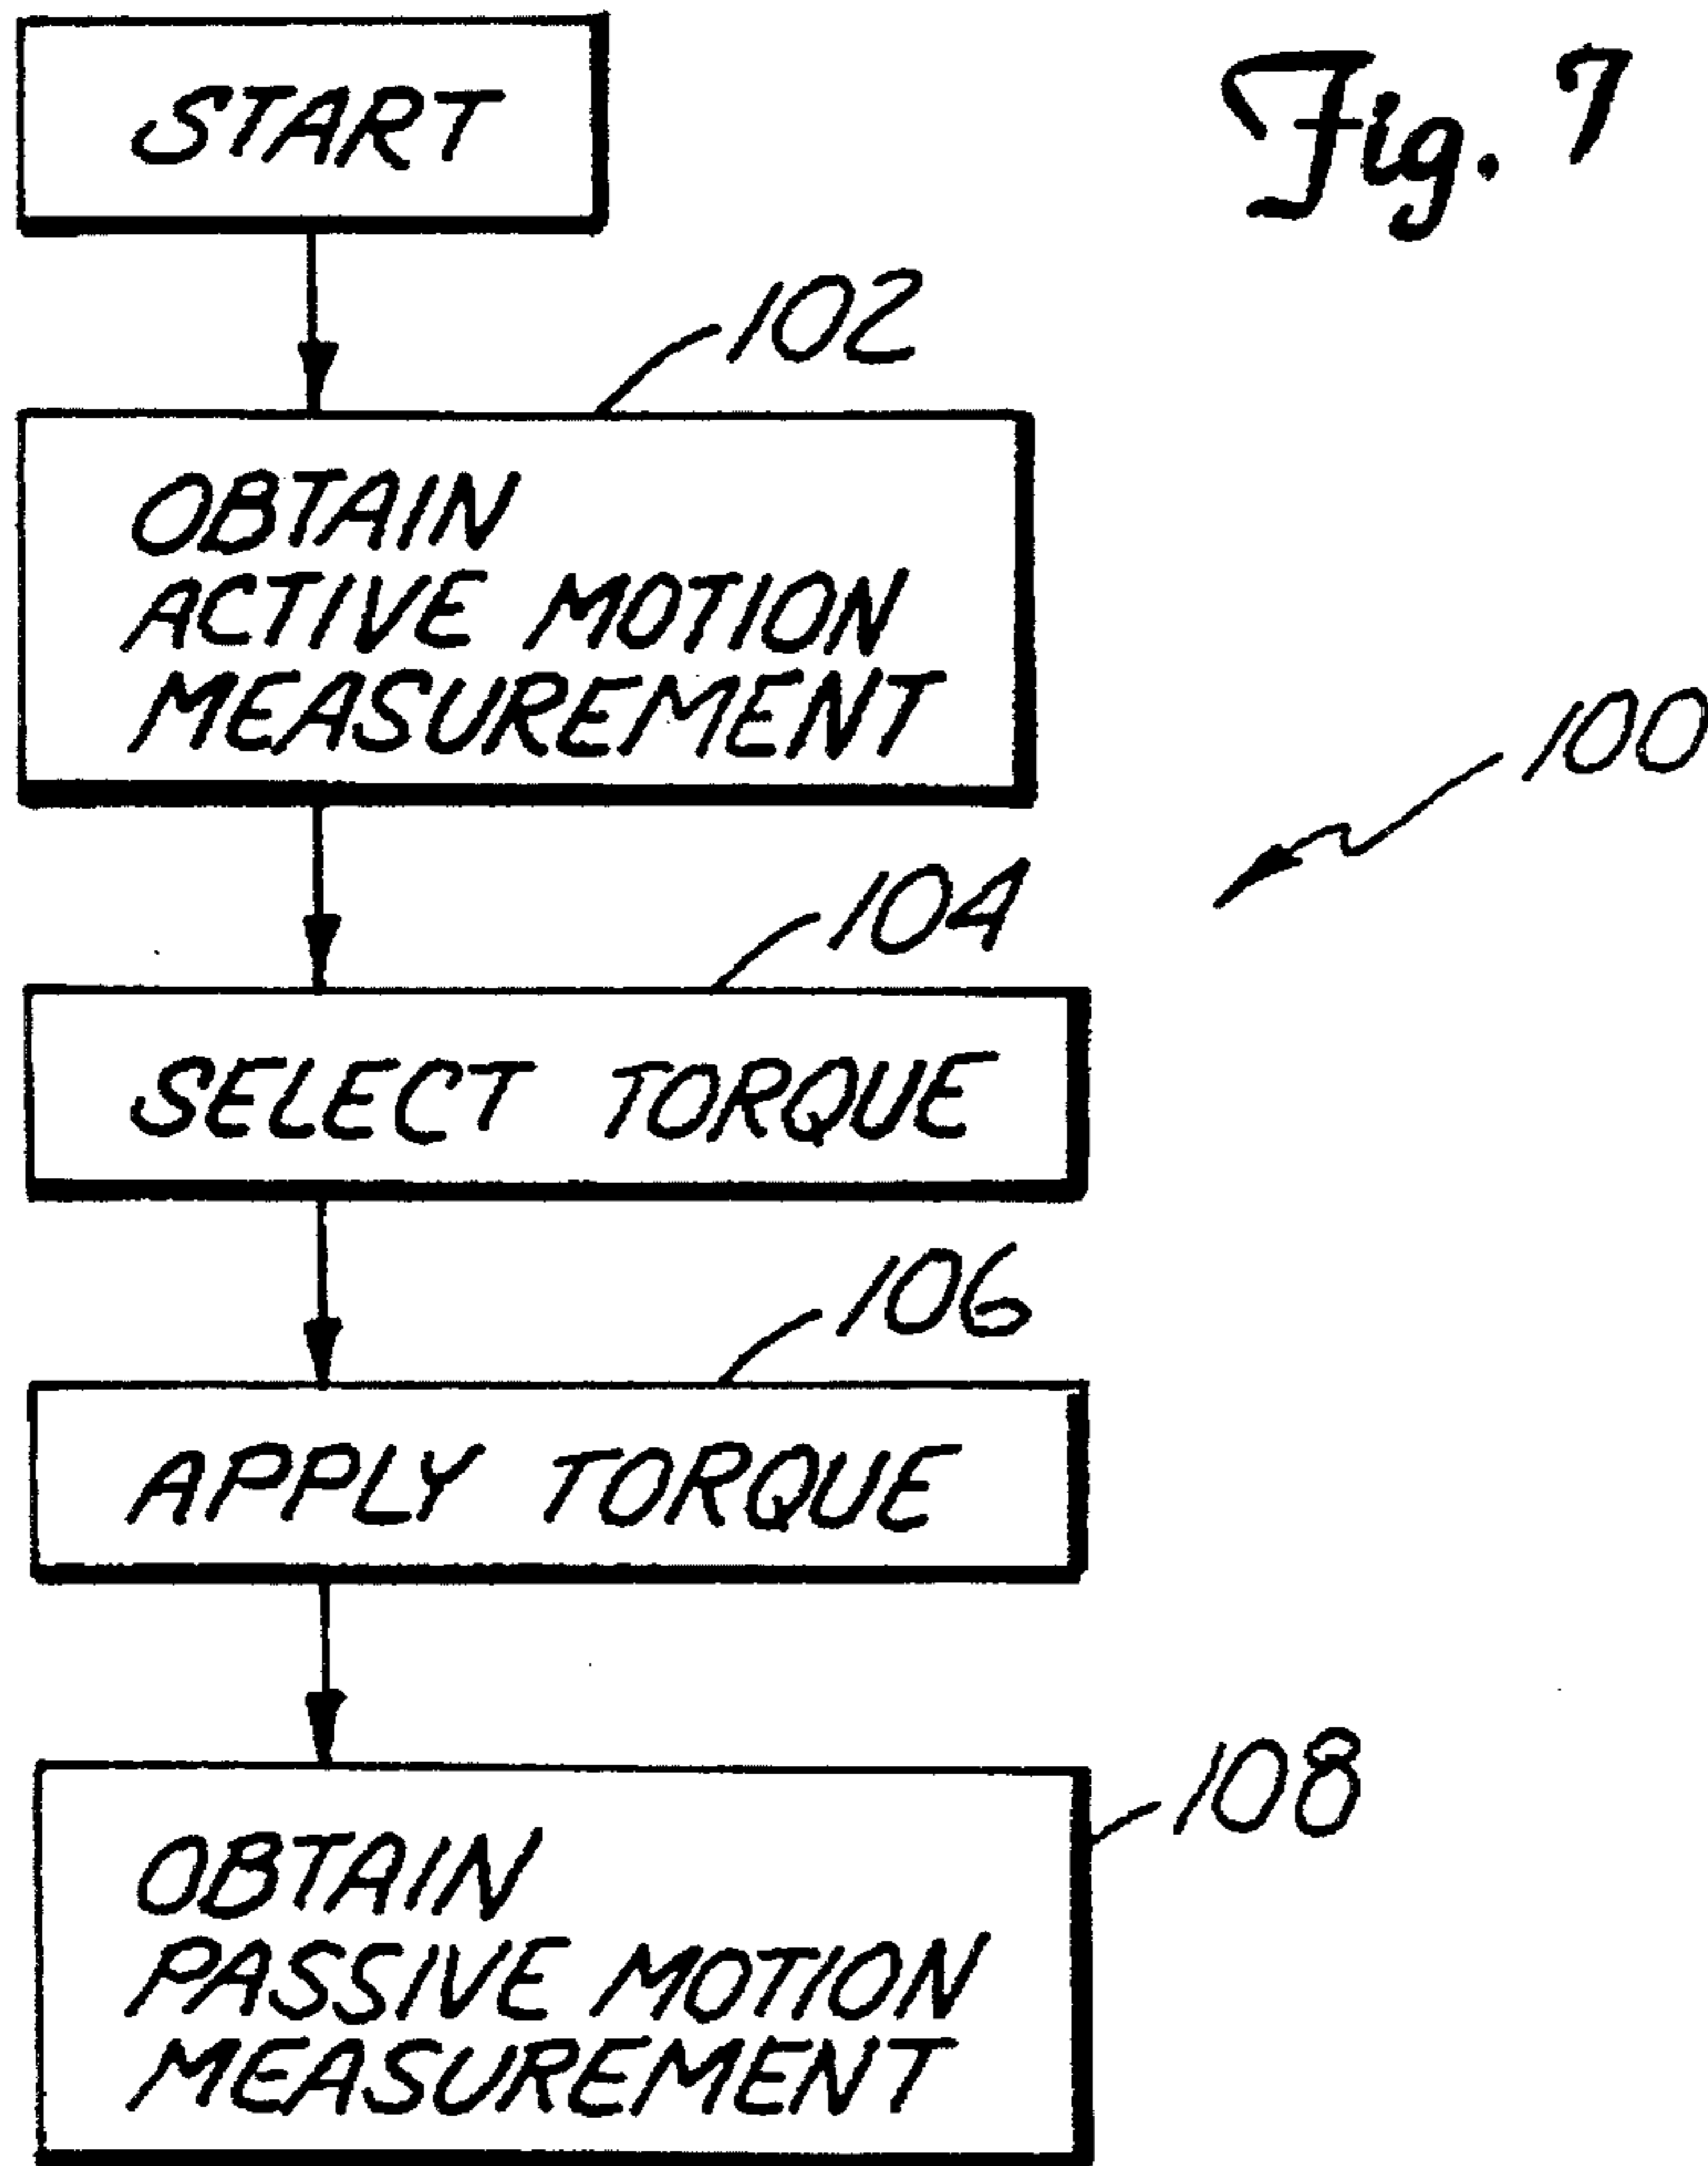 START
Fig. 7
102
OBTAIN
ACTIVE MOTION
MEASUREMENT
100
104
SELECT TORQUE
106
APPLY TORQUE
108
OBTAIN
PASSIVE MOTION
MEASUREMENT